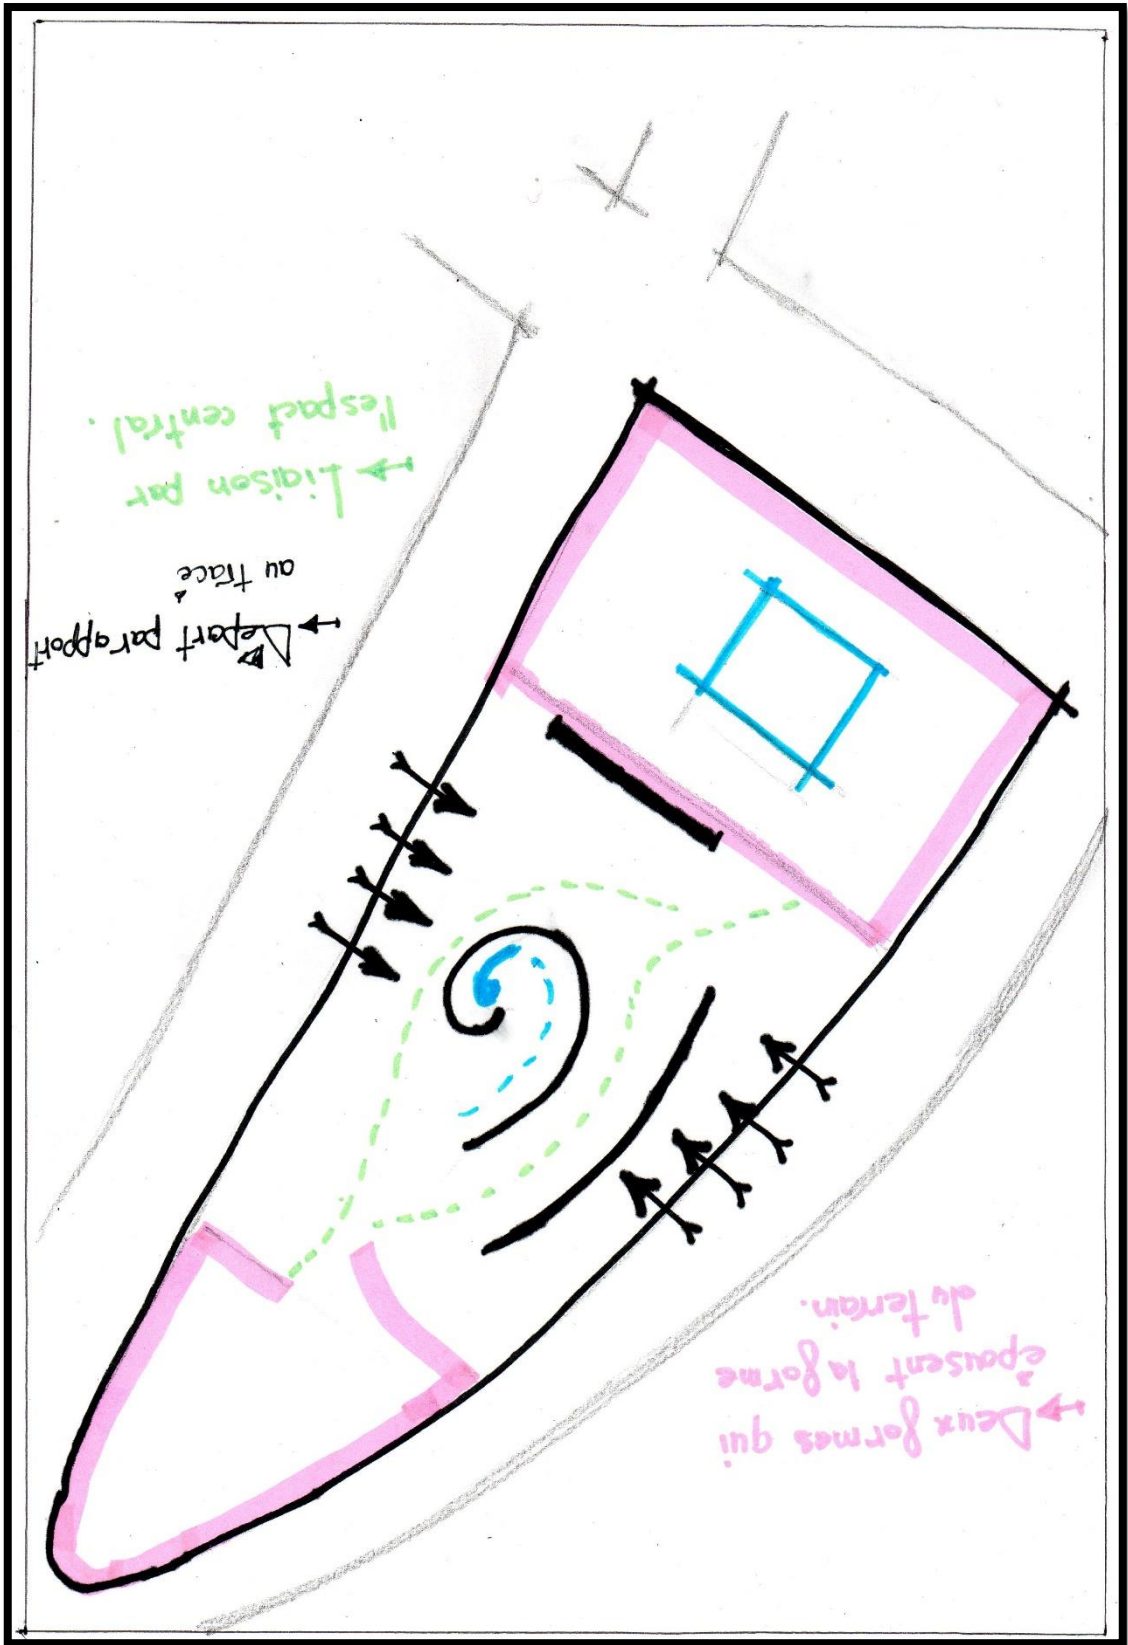 → Deux formes qui
épousent la forme
du terrain.
→ Départ par rapport
au tracé
→ Liaison par
l'espace central.